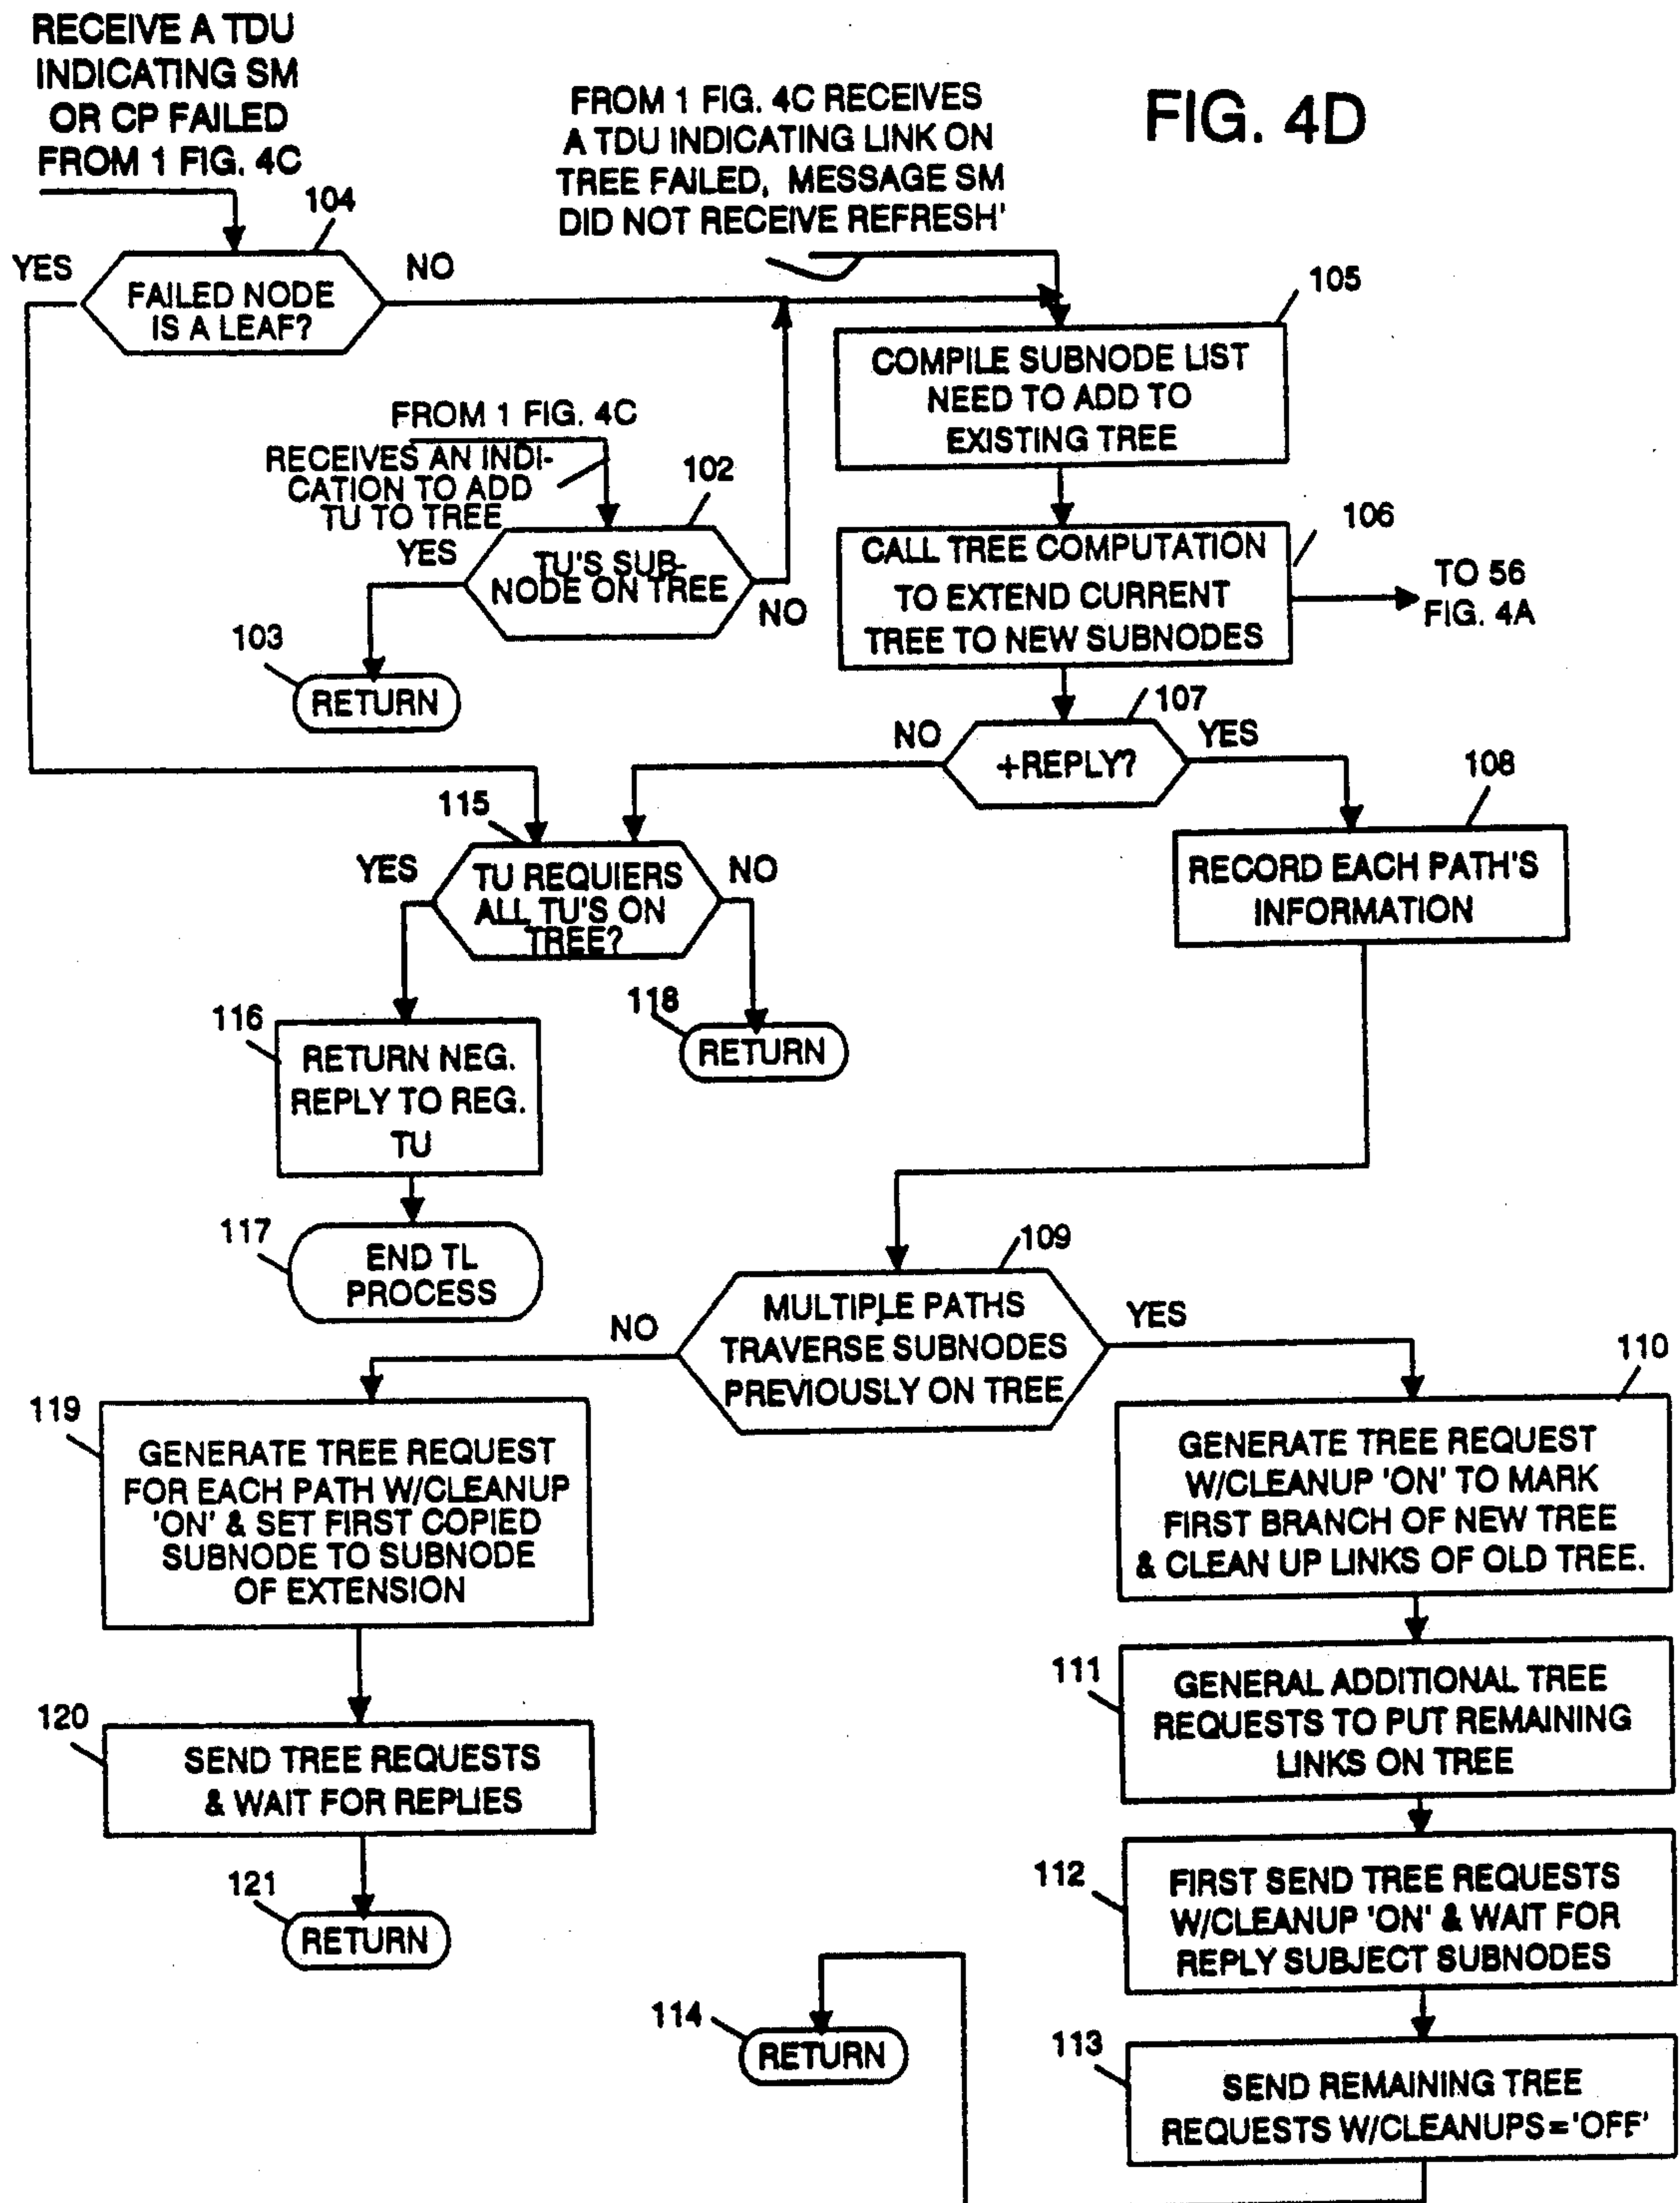 RECEIVE A TDU
INDICATING SM
OR CP FAILED
FROM 1 FIG. 4C
FROM 1 FIG. 4C RECEIVES
A TDU INDICATING LINK ON
TREE FAILED, MESSAGE SM
DID NOT RECEIVE REFRESH'
FIG. 4D
104
YES
NO
FAILED NODE
IS A LEAF?
105
COMPILE SUBNODE LIST
NEED TO ADD TO
EXISTING TREE
FROM 1 FIG. 4C
RECEIVES AN INDI-
CATION TO ADD
TU TO TREE
102
YES
TU'S SUB-
NODE ON TREE
NO
103
RETURN
106
CALL TREE COMPUTATION
TO EXTEND CURRENT
TREE TO NEW SUBNODES
TO 56
FIG. 4A
107
NO
+REPLY?
YES
108
RECORD EACH PATH'S
INFORMATION
115
YES
TU REQUIERS
ALL TU'S ON
TREE?
NO
116
RETURN NEG.
REPLY TO REG.
TU
118
RETURN
117
END TL
PROCESS
109
NO
MULTIPLE PATHS
TRAVERSE SUBNODES
PREVIOUSLY ON TREE
YES
119
GENERATE TREE REQUEST
FOR EACH PATH W/CLEANUP
'ON' & SET FIRST COPIED
SUBNODE TO SUBNODE
OF EXTENSION
110
GENERATE TREE REQUEST
W/CLEANUP 'ON' TO MARK
FIRST BRANCH OF NEW TREE
& CLEAN UP LINKS OF OLD TREE.
120
SEND TREE REQUESTS
& WAIT FOR REPLIES
111
GENERAL ADDITIONAL TREE
REQUESTS TO PUT REMAINING
LINKS ON TREE
121
RETURN
112
FIRST SEND TREE REQUESTS
W/CLEANUP 'ON' & WAIT FOR
REPLY SUBJECT SUBNODES
114
RETURN
113
SEND REMAINING TREE
REQUESTS W/CLEANUPS='OFF'